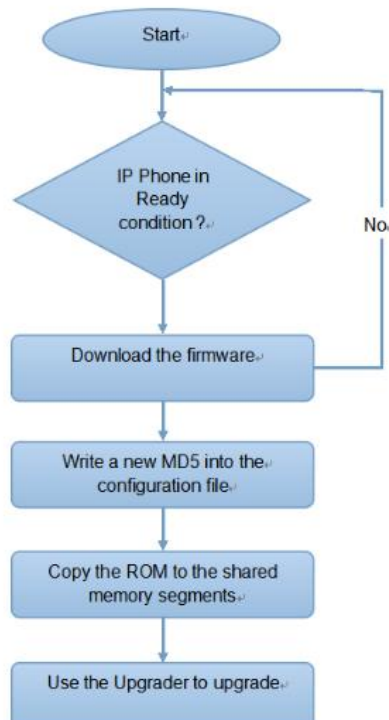 Start
IP Phone in
Ready
condition?
No
Download the firmware
Write a new MD5 into the
configuration file
Copy the ROM to the shared
memory segments
Use the Upgrader to upgrade